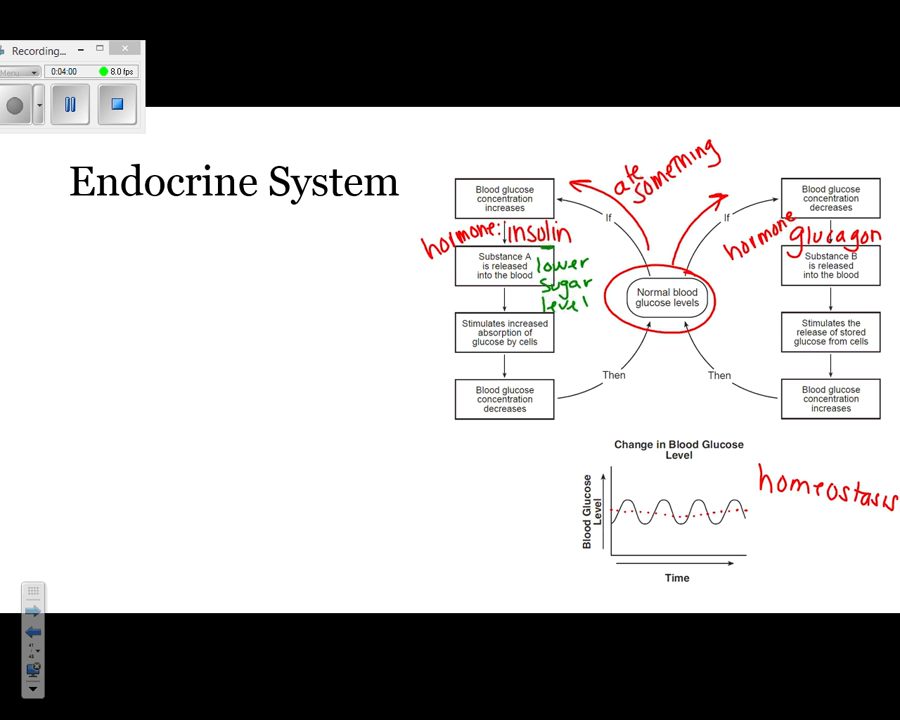 Recording...
Menu
0:04:00
8.0 fps
Endocrine System
ate
something
Blood glucose
concentration
increases
If
If
Blood glucose
concentration
decreases
hormone: insulin
hormone glucagon
Substance A
is released
into the blood
lower
sugar
level
Normal blood
glucose levels
Substance B
is released
into the blood
Stimulates increased
absorption of
glucose by cells
Stimulates the
release of stored
glucose from cells
Then
Then
Blood glucose
concentration
decreases
Blood glucose
concentration
increases
Change in Blood Glucose
Level
homeostasis
Blood Glucose
Level
Time